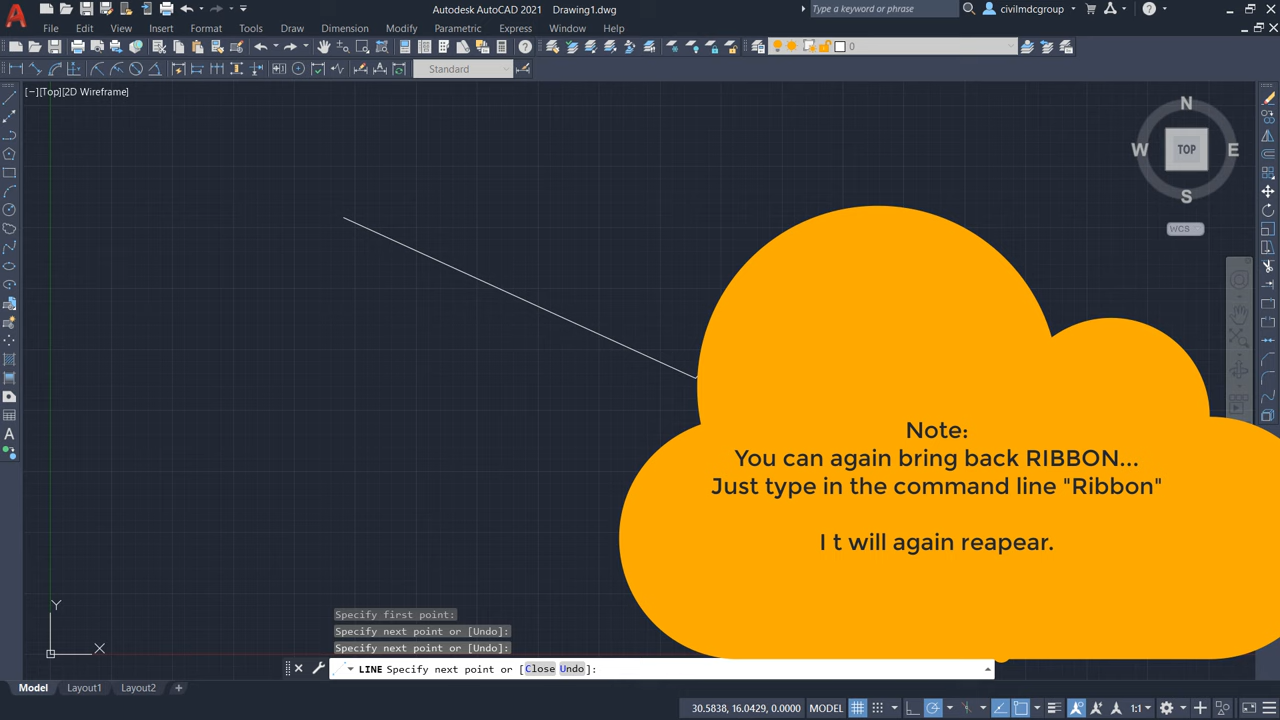 Autodesk AutoCAD 2021 Drawing1.dwg
Type a keyword or phrase
civilmdcgroup
File Edit View Insert Format Tools Draw Dimension Modify Parametric Express Window Help
0
Standard
[−][Top][2D Wireframe]
N
W TOP E
S
WCS
Note:
You can again bring back RIBBON...
Just type in the command line "Ribbon"
I t will again reapear.
Y
X
Specify first point:
Specify next point or [Undo]:
Specify next point or [Undo]:
LINE Specify next point or [Close Undo]:
Model Layout1 Layout2 +
30.5838, 16.0429, 0.0000 MODEL 1:1